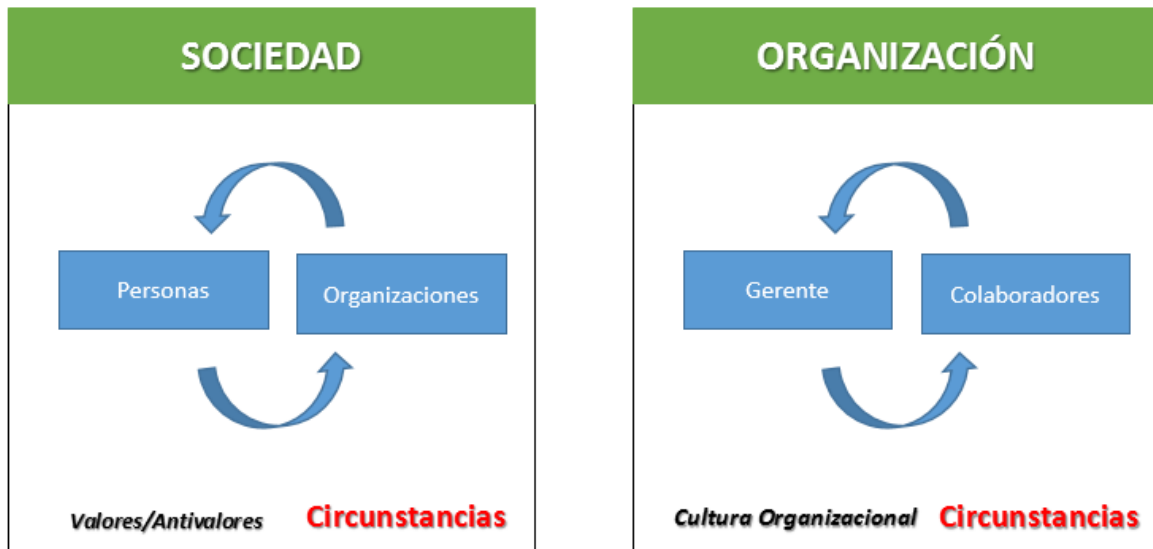 SOCIEDAD
Personas
Organizaciones
Valores/Antivalores
Circunstancias
ORGANIZACIÓN
Gerente
Colaboradores
Cultura Organizacional
Circunstancias